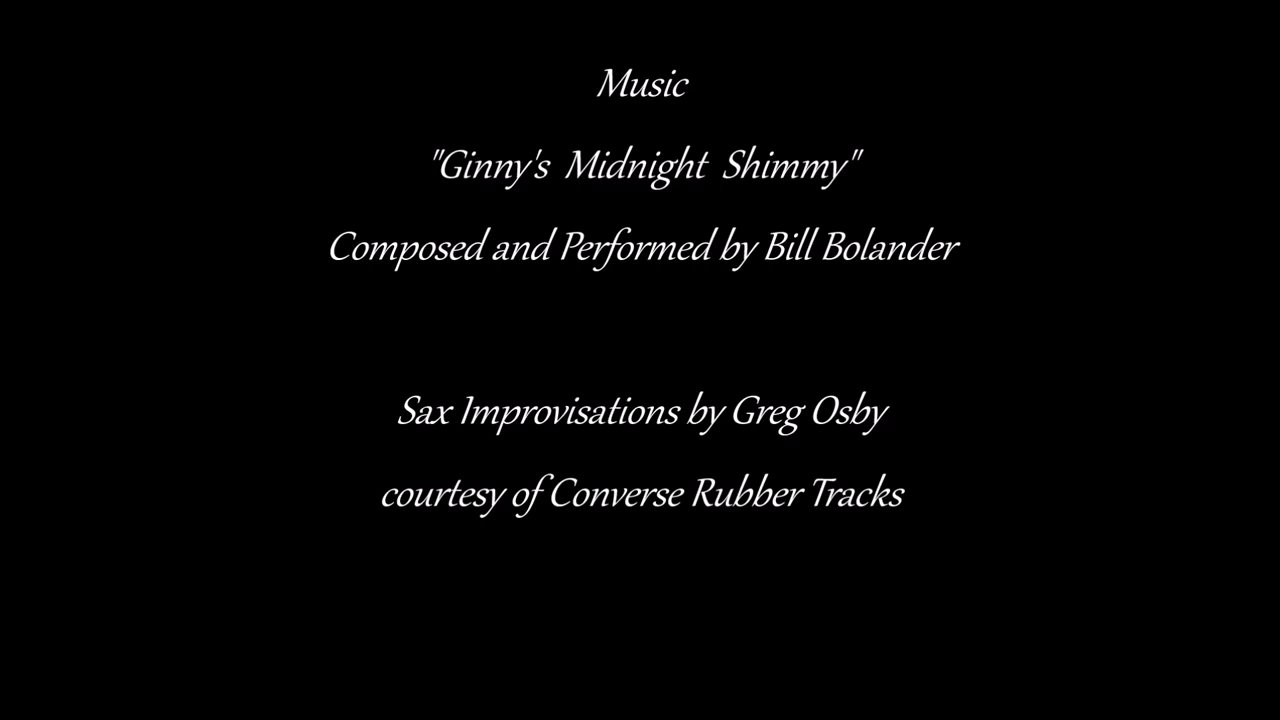 Music
"Ginny's Midnight Shimmy"
Composed and Performed by Bill Bolander
Sax Improvisations by Greg Osby
courtesy of Converse Rubber Tracks